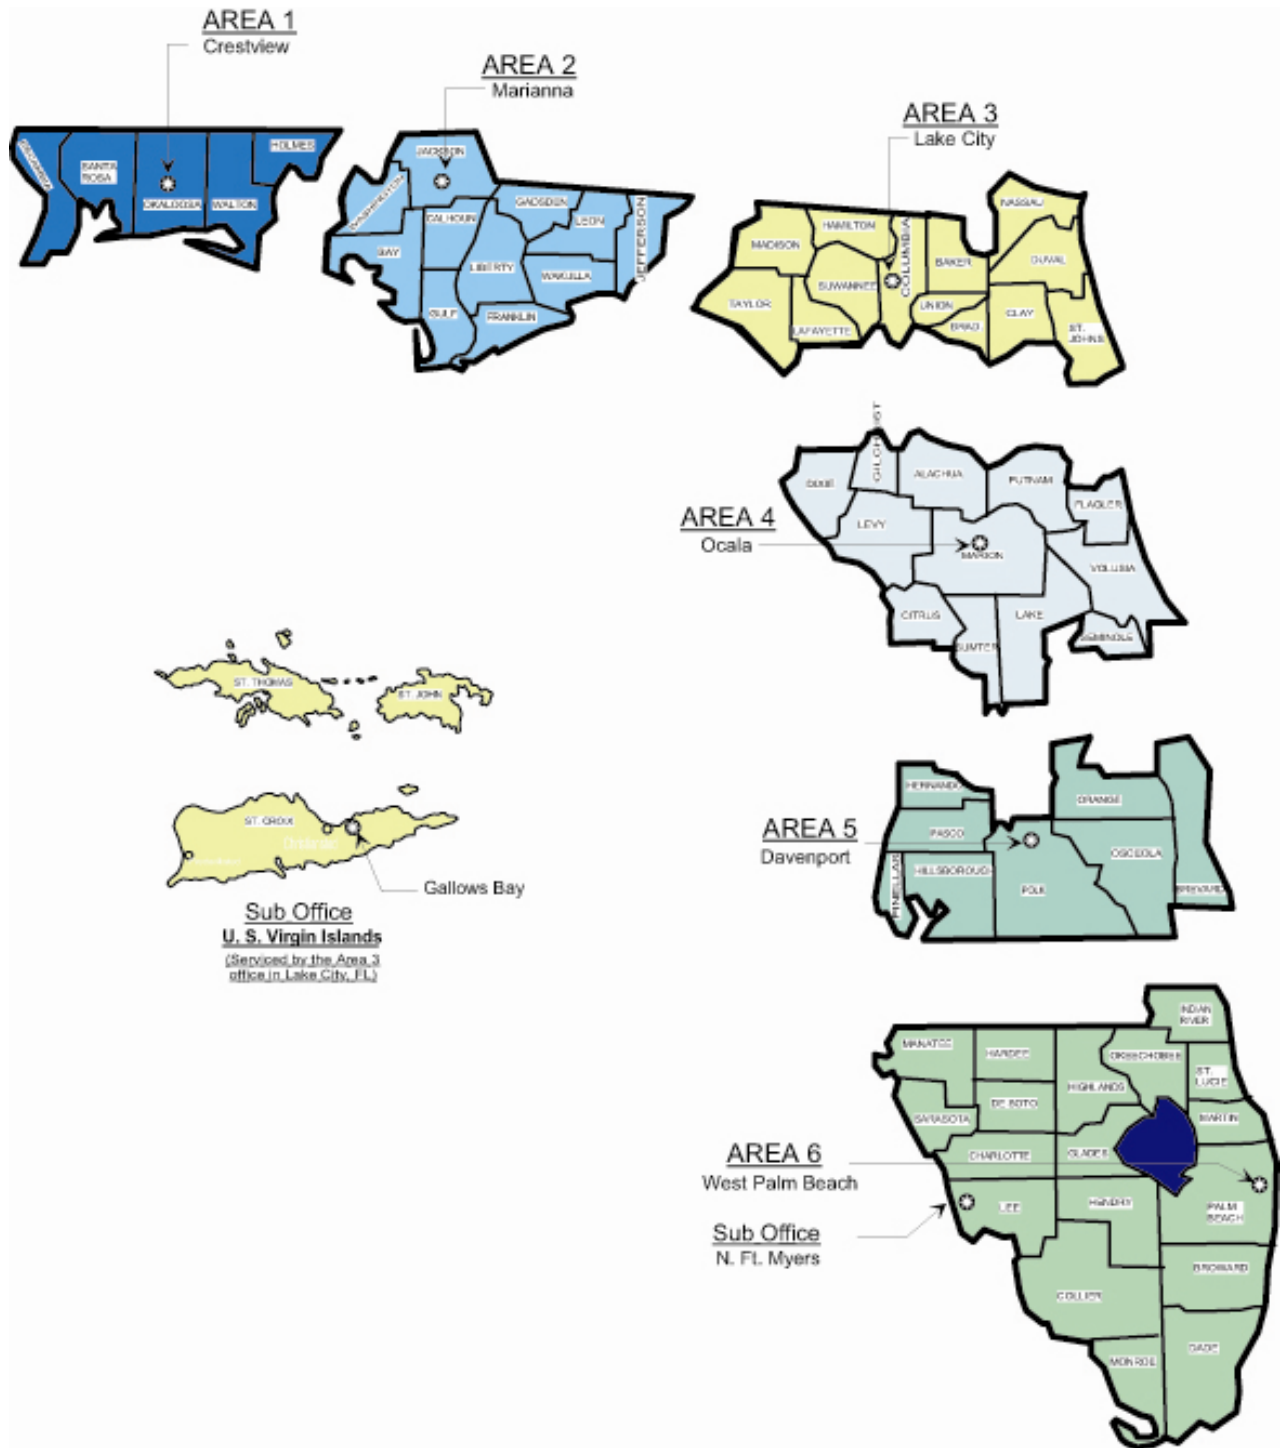 AREA 1
Crestview
AREA 2
Marianna
AREA 3
Lake City
HOLMES
SANTA
ROSA
OKALOOSA
WALTON
JACKSON
WASHINGTON
CALHOUN
GADSDEN
LEON
JEFFERSON
BAY
LIBERTY
WAKULLA
GULF
FRANKLIN
NASSAU
HAMILTON
COLUMBIA
MADISON
BAKER
DUVAL
SUWANNEE
TAYLOR
UNION
CLAY
LAFAYETTE
BRAD.
ST.
JOHNS
GILCHRIST
DIXIE
ALACHUA
PUTNAM
FLAGLER
LEVY
AREA 4
Ocala
MARION
VOLUSIA
CITRUS
LAKE
SUMTER
SEMINOLE
ST. THOMAS
ST. JOHN
ST. CROIX
Gallows Bay
Sub Office
U. S. Virgin Islands
(Serviced by the Area 3
office in Lake City, FL)
HERNANDO
ORANGE
AREA 5
Davenport
PASCO
OSCEOLA
HILLSBOROUGH
POLK
PINELLAS
BREVARD
INDIAN
RIVER
MANATEE
HARDEE
OKEECHOBEE
ST.
LUCIE
HIGHLANDS
DE SOTO
SARASOTA
MARTIN
CHARLOTTE
GLADES
AREA 6
West Palm Beach
LEE
HENDRY
PALM
BEACH
Sub Office
N. Ft. Myers
BROWARD
COLLIER
DADE
MONROE